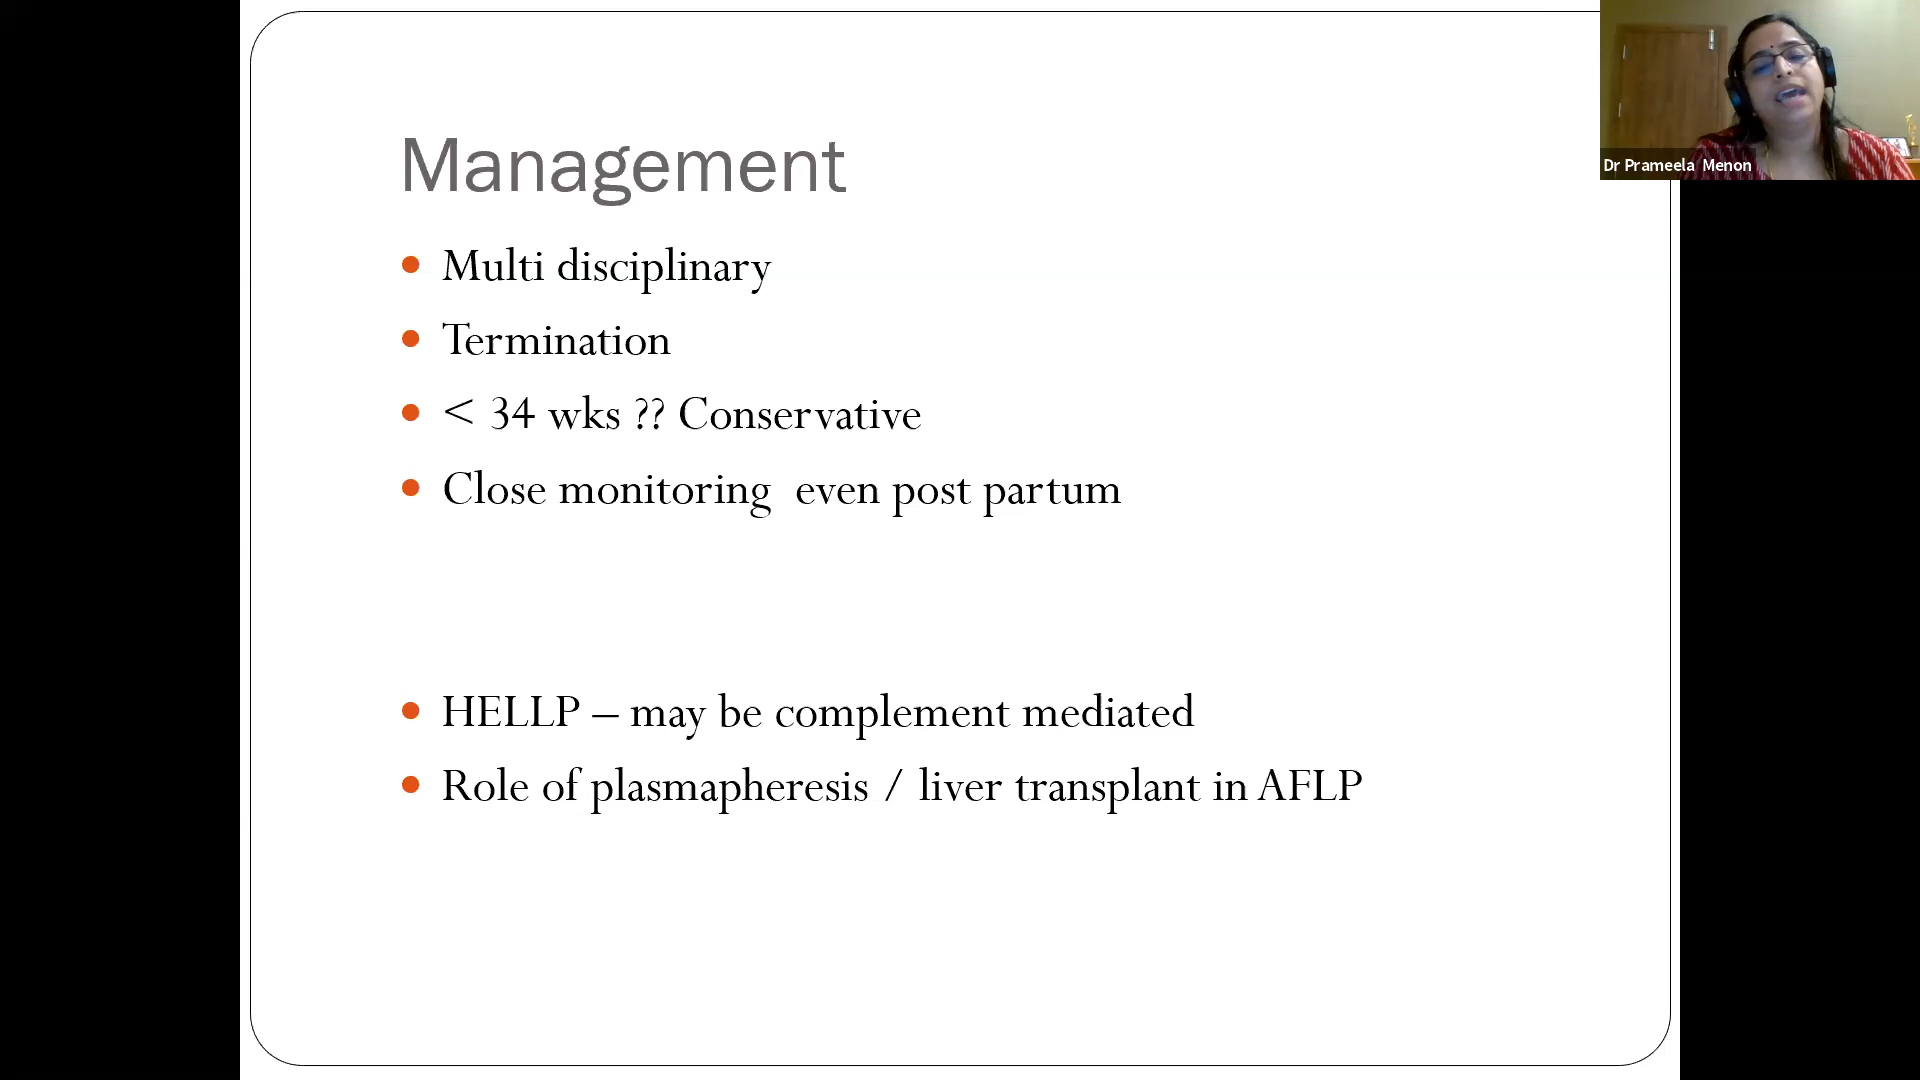 Management
Multi disciplinary
Termination
< 34 wks ?? Conservative
Close monitoring  even post partum
HELLP – may be complement mediated
Role of plasmapheresis / liver transplant in AFLP
Dr Prameela  Menon